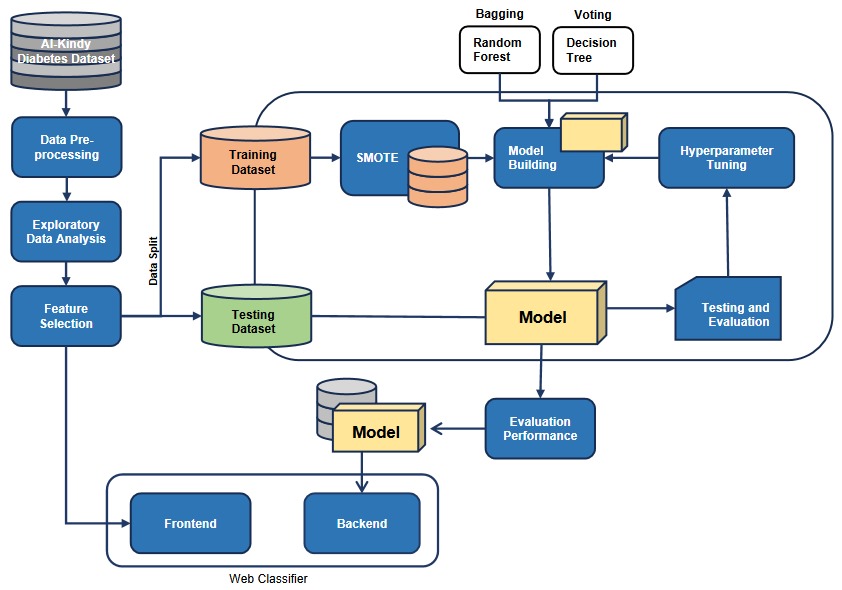 Bagging
Voting
Random
Forest
Decision
Tree
Al-Kindy
Diabetes Dataset
Data Pre-
processing
Exploratory
Data Analysis
Feature
Selection
Data Split
Training
Dataset
SMOTE
Model
Building
Hyperparameter
Tuning
Testing
Dataset
Model
Testing and
Evaluation
Evaluation
Performance
Model
Frontend
Backend
Web Classifier